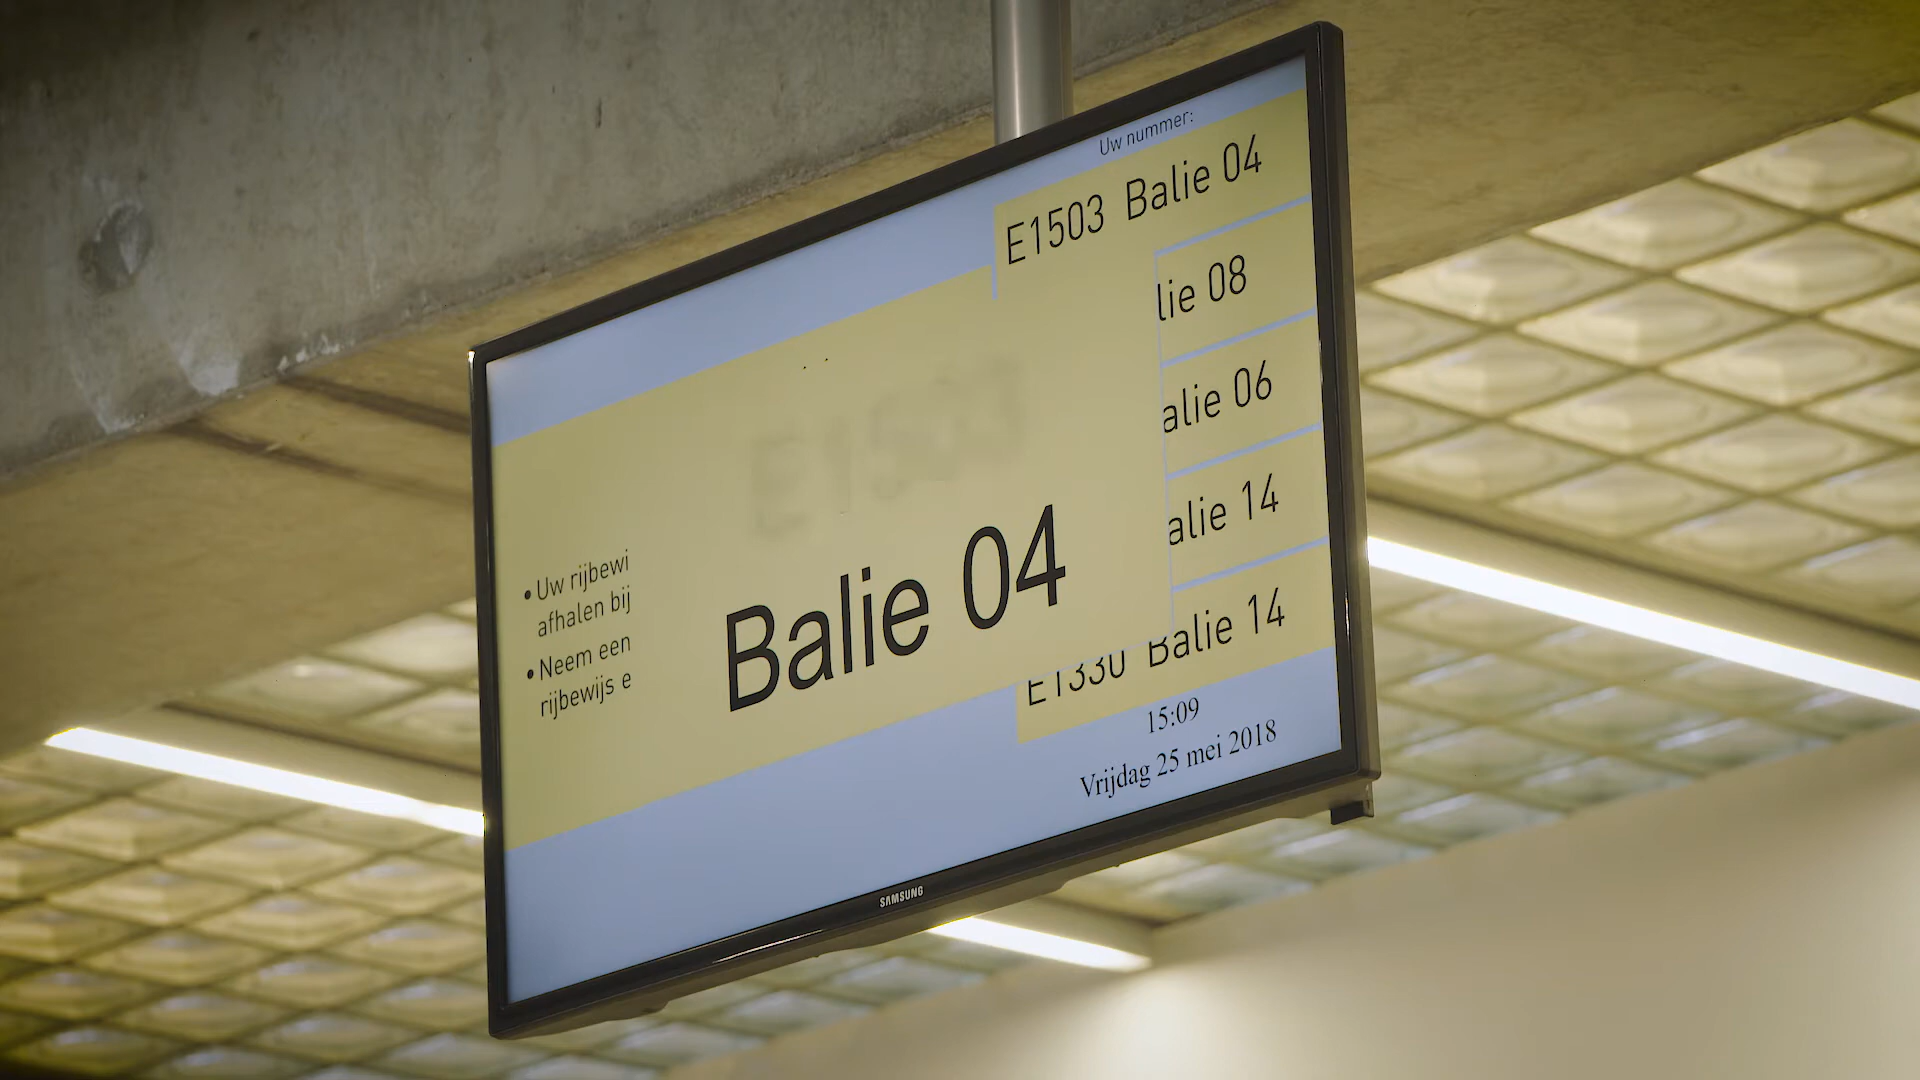 Uw nummer:
E1503 Balie 04
lie 08
alie 06
alie 14
E1330 Balie 14
E1503
Balie 04
• Uw rijbewi
afhalen bij
• Neem een
rijbewijs e
15:09
Vrijdag 25 mei 2018
SAMSUNG